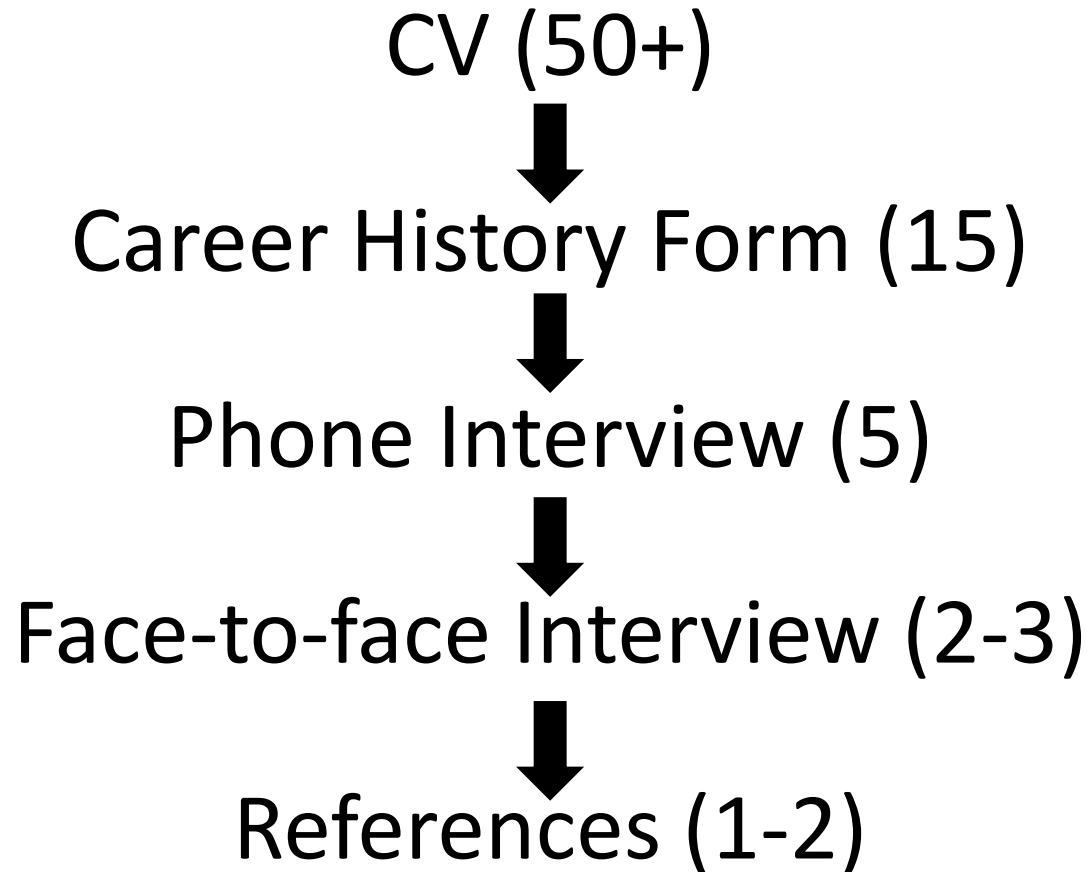 CV (50+)
Career History Form (15)
Phone Interview (5)
Face-to-face Interview (2-3)
References (1-2)